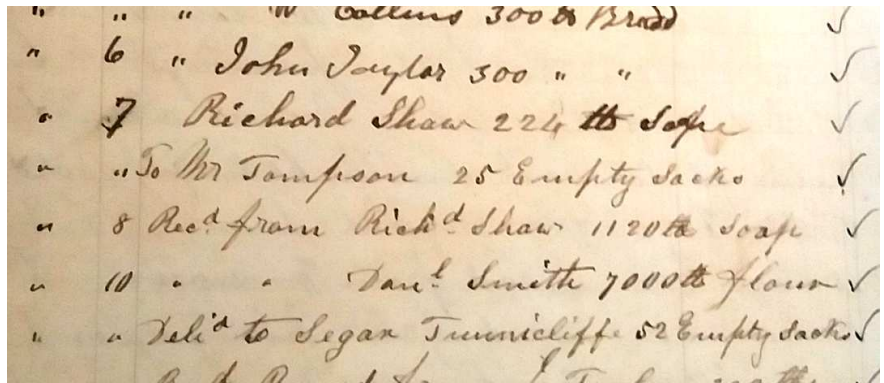 " " " W Collins 300 lb Bread ✓
" 6 " John Taylor 300 " " ✓
" 7 Richard Shaw 224 lb Sope ✓
" " To Mr Tompson 25 Empty Sacks ✓
" 8 Recd from Richd Shaw 1120 lb Soap ✓
" 10 " " Danl Smith 7000 lb flour ✓
" " Delid to Segar Tunnicliffe 52 Empty Sacks ✓